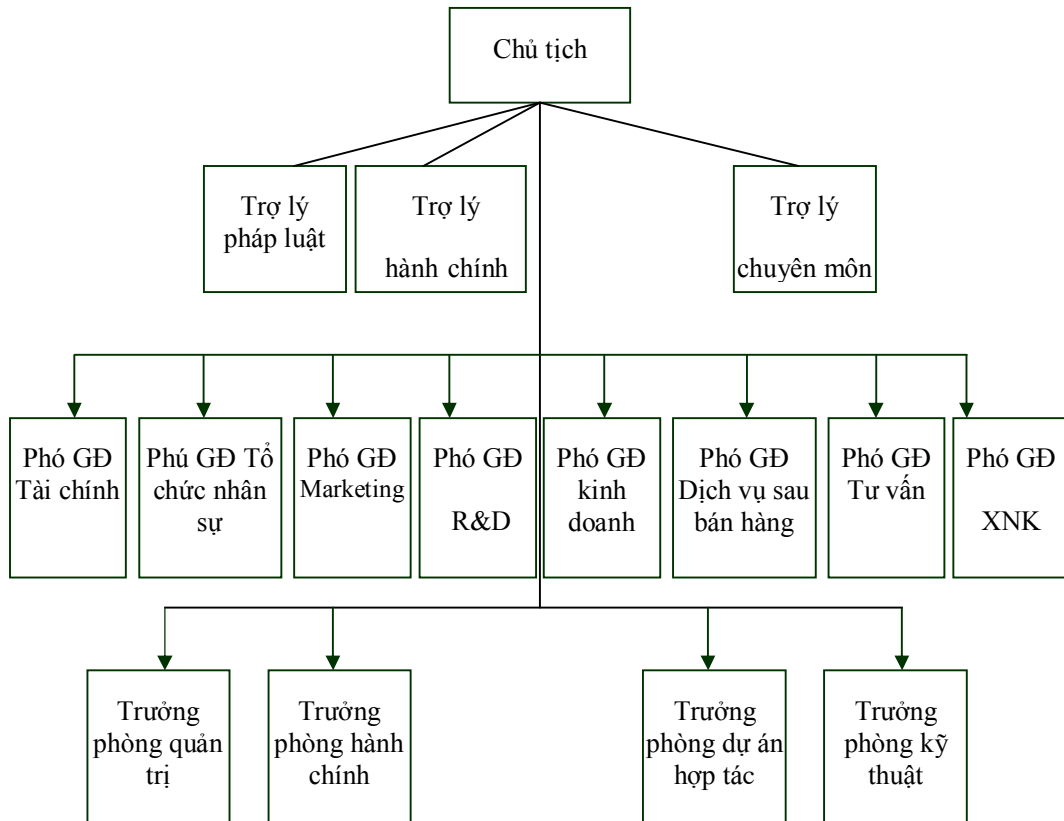 Chủ tịch
Trợ lý
pháp luật
Trợ lý
hành chính
Trợ lý
chuyên môn
Phó GĐ
Tài chính
Phú GĐ Tổ
chức nhân
sự
Phó GĐ
Marketing
Phó GĐ
R&D
Phó GĐ
kinh
doanh
Phó GĐ
Dịch vụ sau
bán hàng
Phó GĐ
Tư vấn
Phó GĐ
XNK
Trưởng
phòng quản
trị
Trưởng
phòng hành
chính
Trưởng
phòng dự án
hợp tác
Trưởng
phòng kỹ
thuật